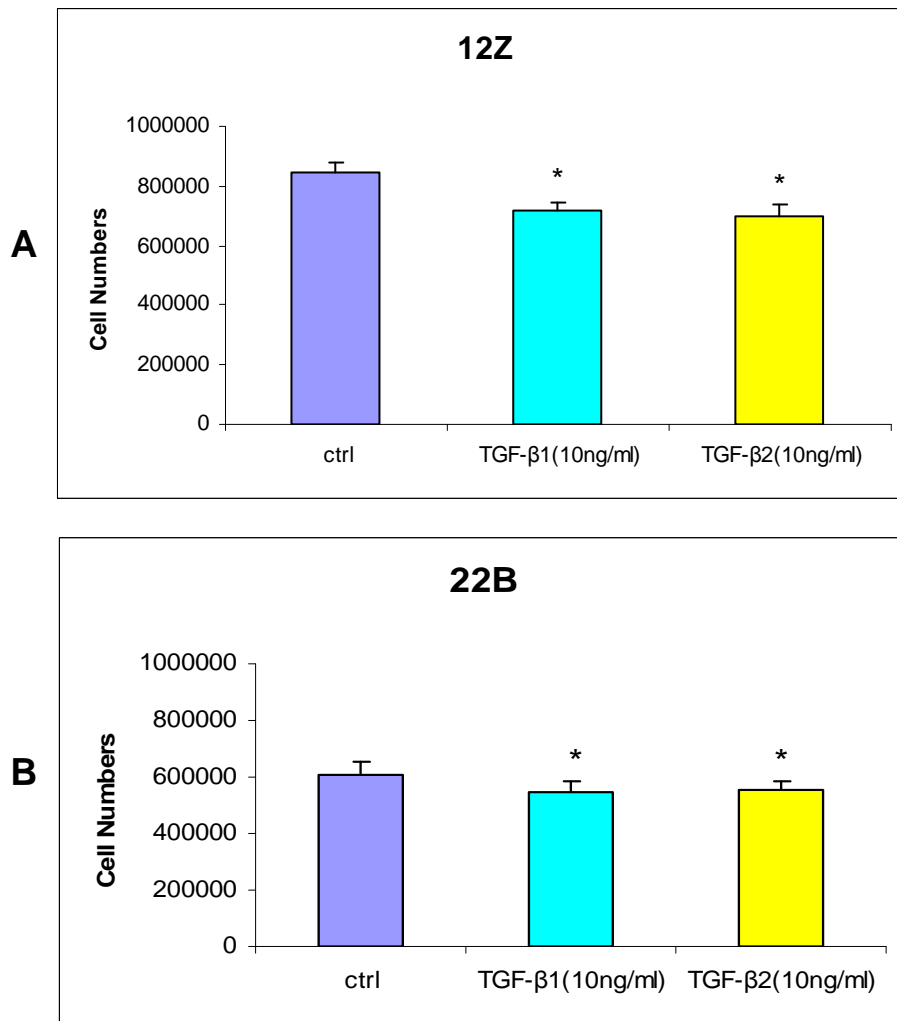 A
12Z
Cell Numbers
1000000
800000
600000
400000
200000
0
*
*
ctrl
TGF-β1(10ng/ml)
TGF-β2(10ng/ml)
B
22B
Cell Numbers
1000000
800000
600000
400000
200000
0
*
*
ctrl
TGF-β1(10ng/ml)
TGF-β2(10ng/ml)